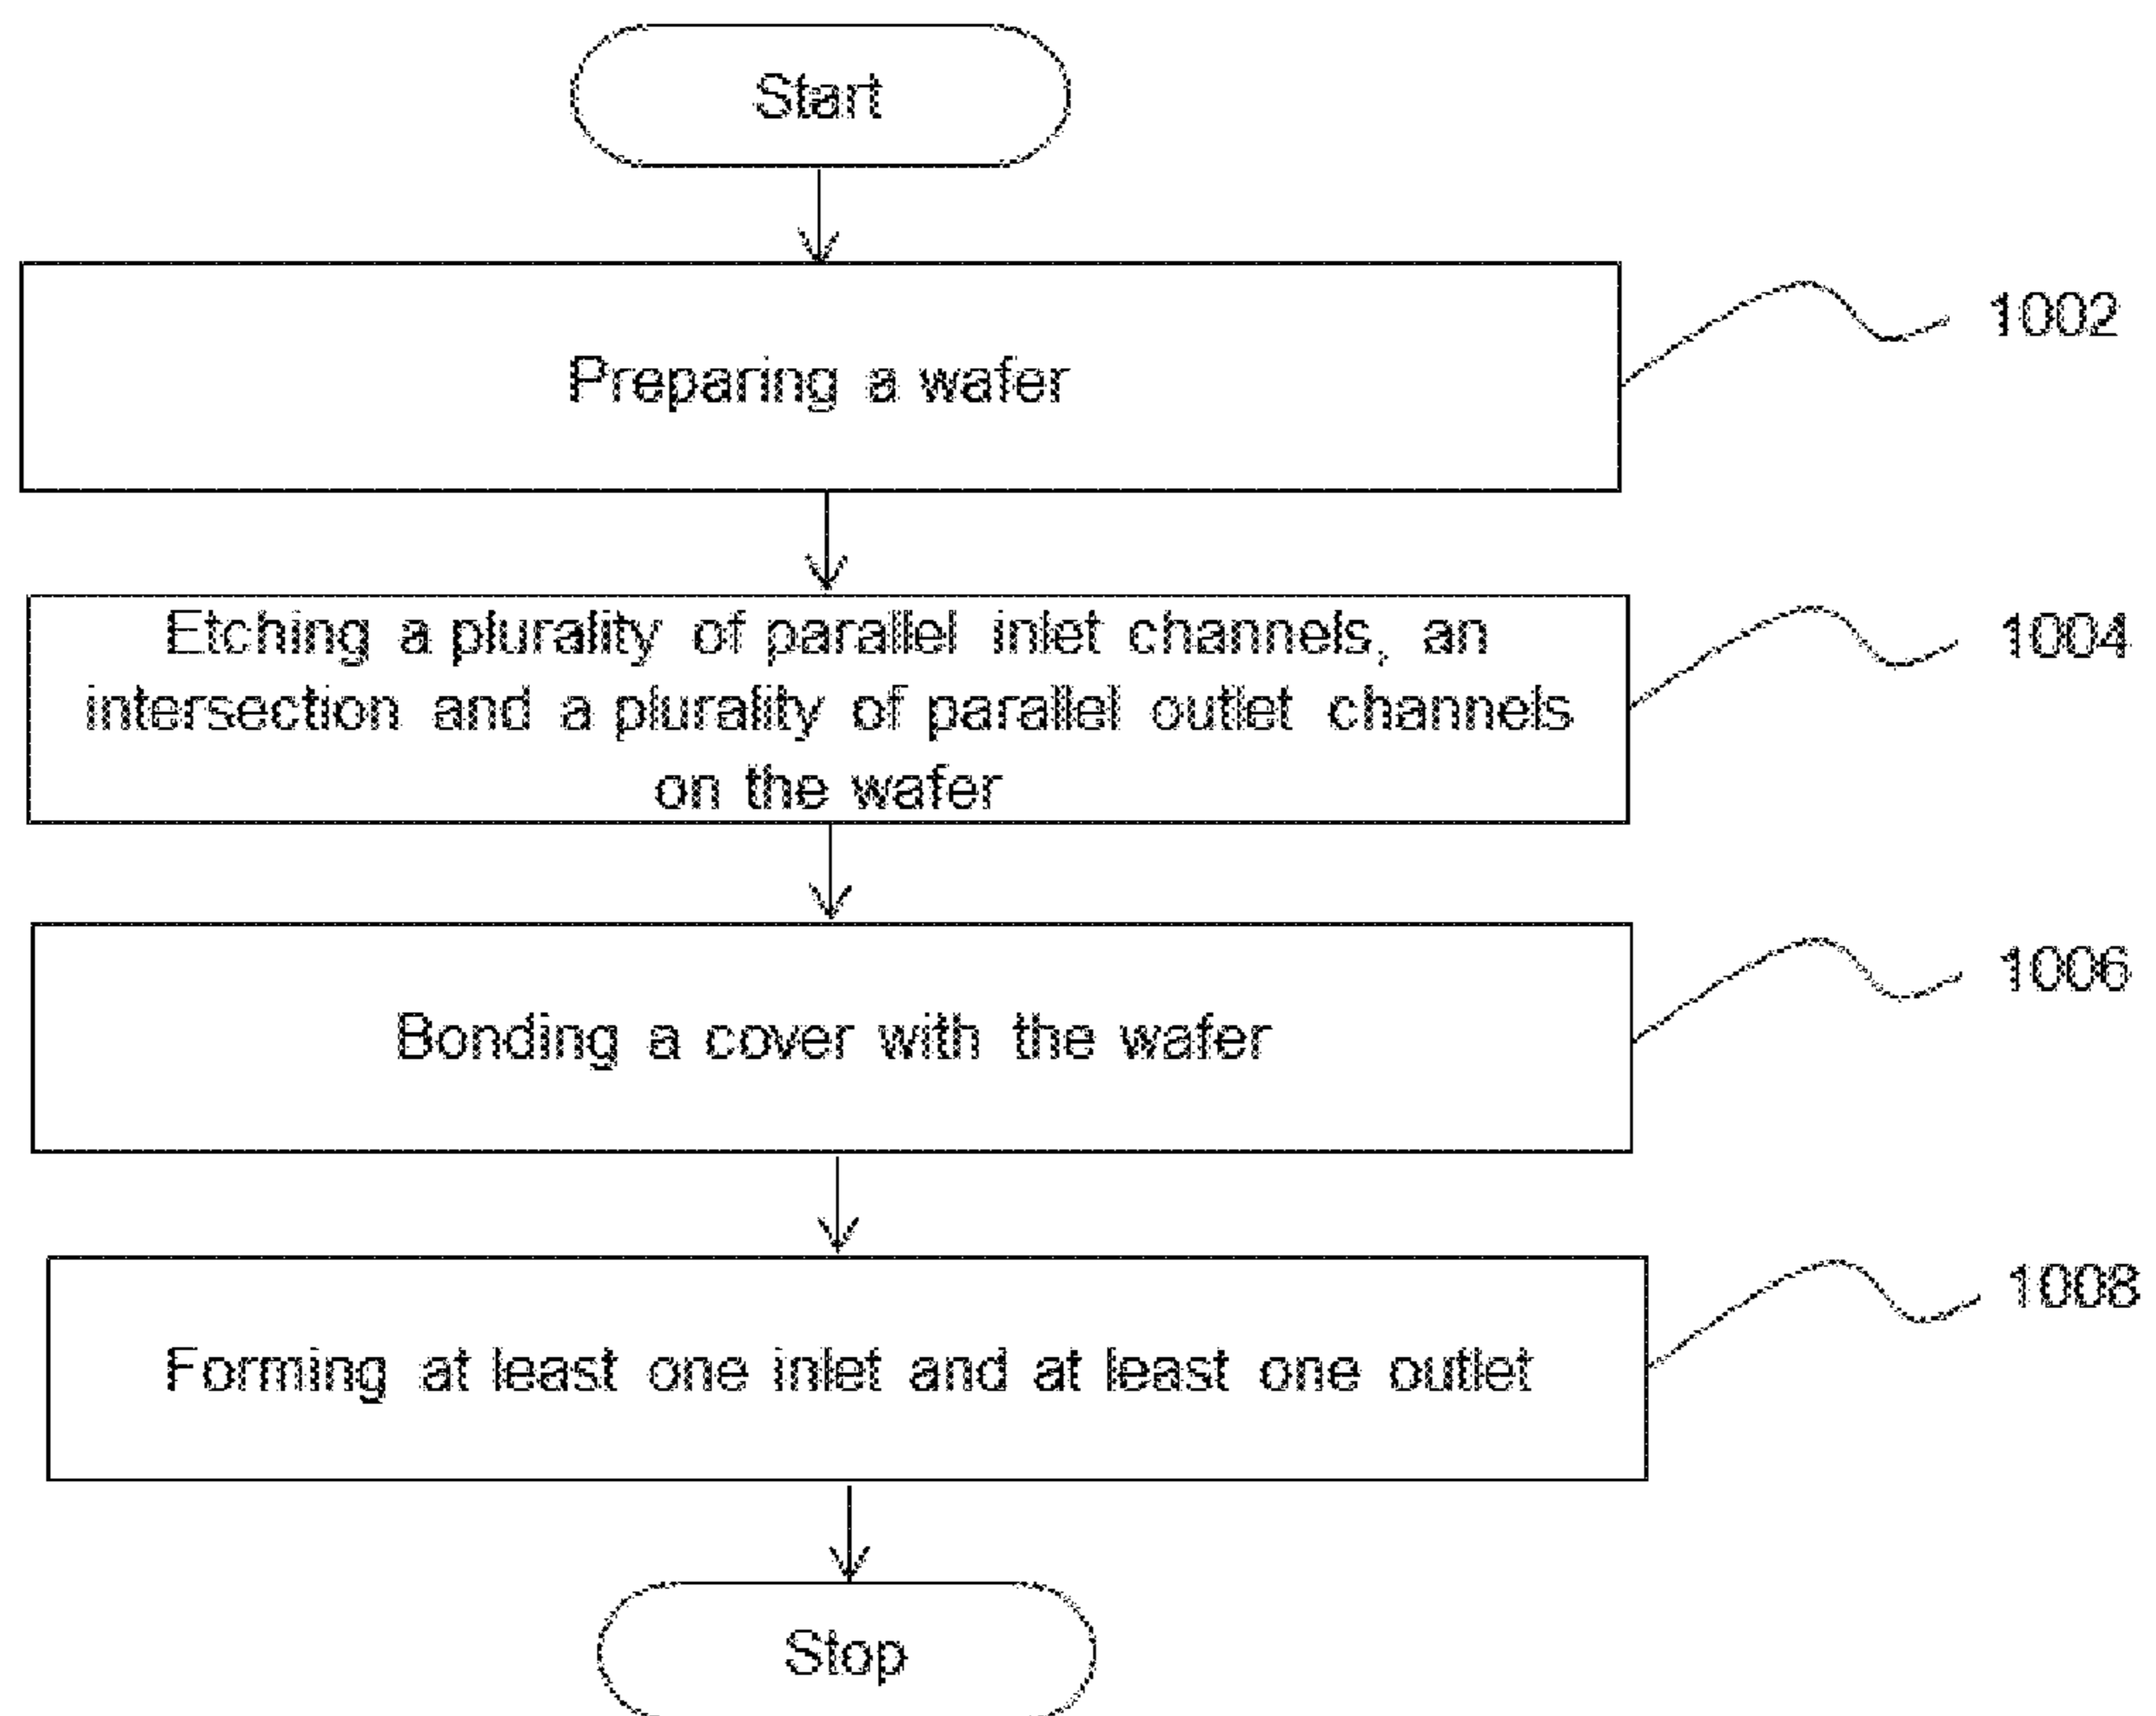 Start
Preparing a wafer
1002
Etching a plurality of parallel inlet channels, an
intersection and a plurality of parallel outlet channels
on the wafer
1004
Bonding a cover with the wafer
1006
Forming at least one inlet and at least one outlet
1008
Stop